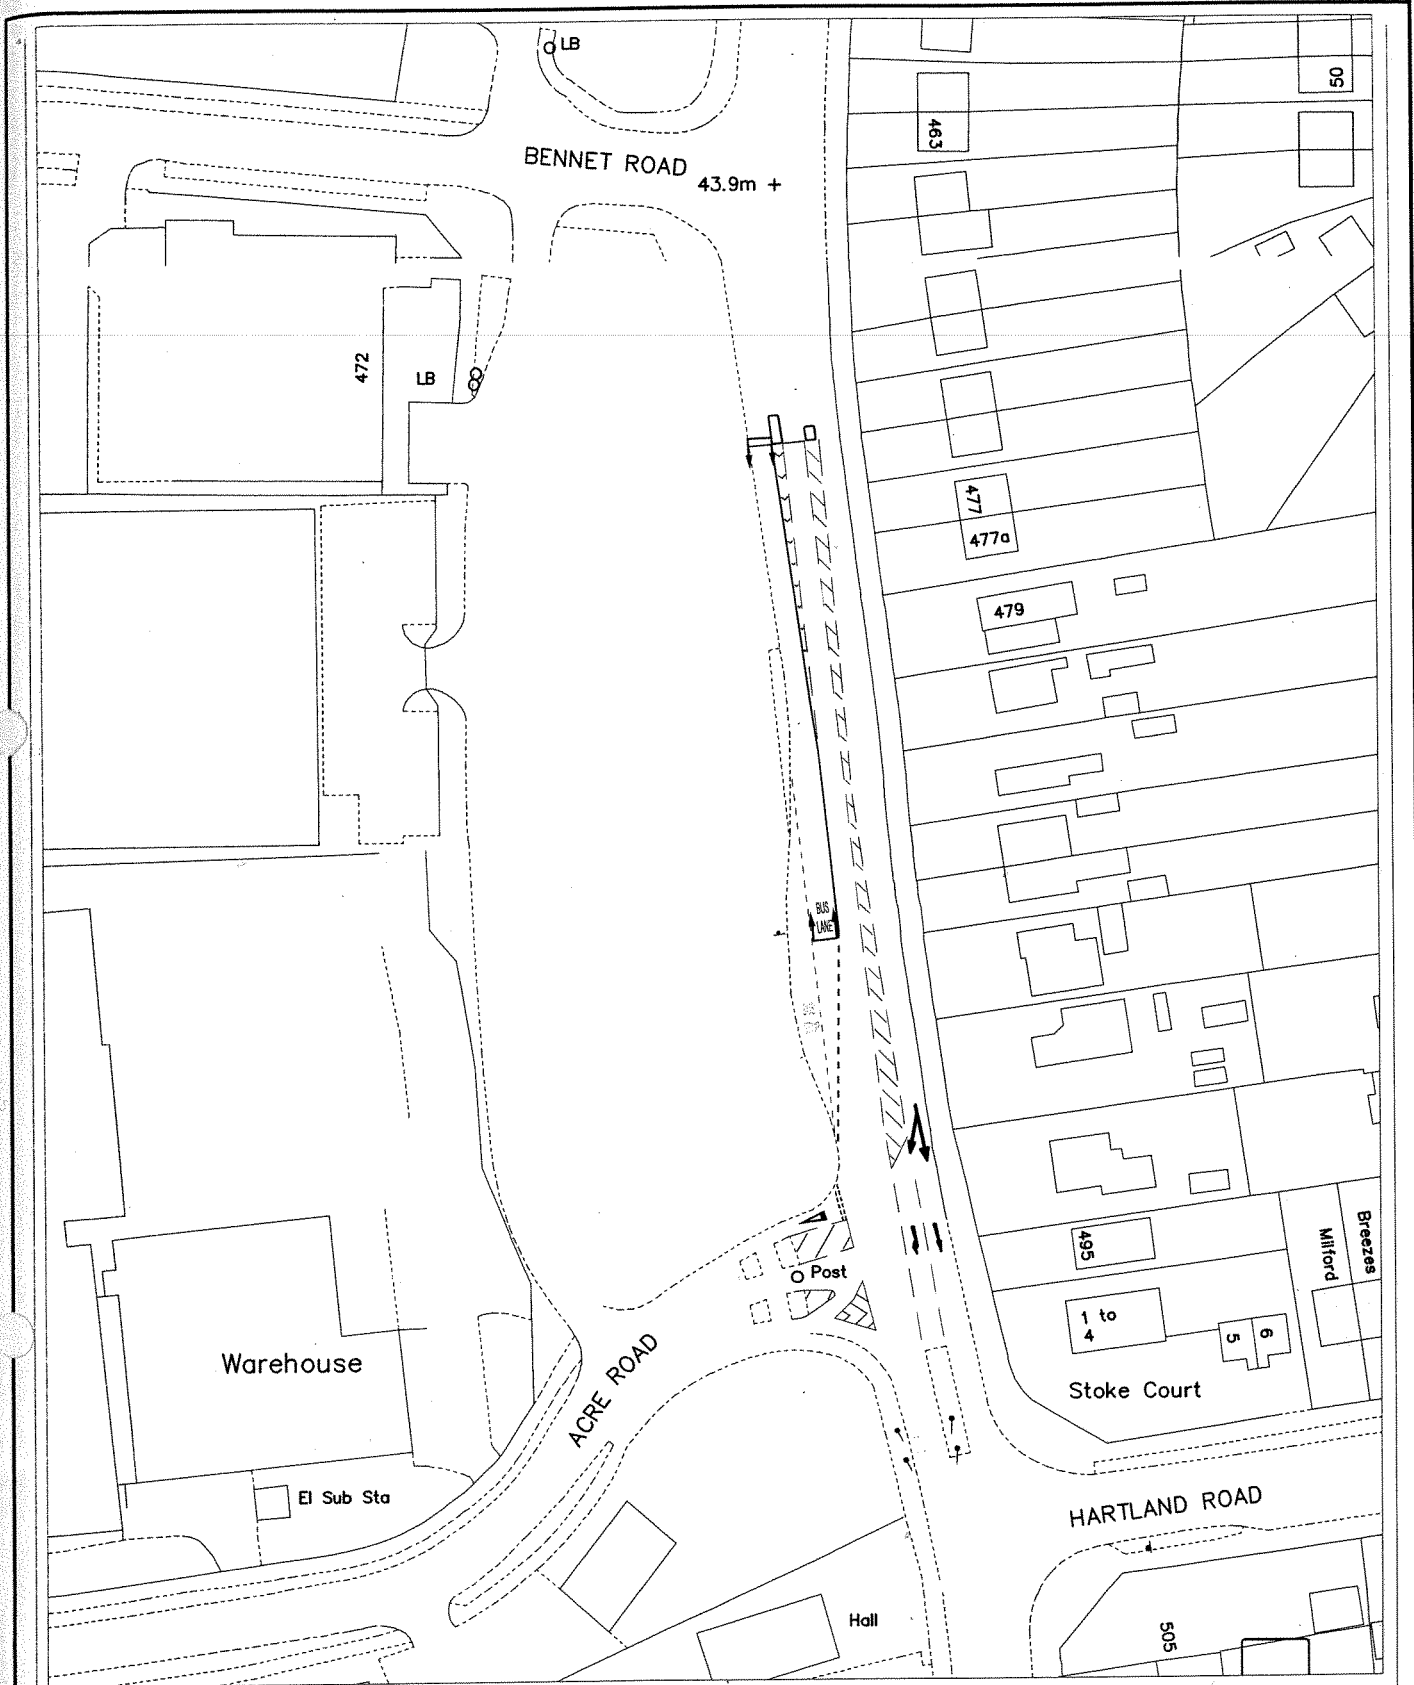 LB
05
463
BENNET ROAD
43.9m +
472
LB
477
477a
479
BUS
LANE
495
Milford
Breezes
Post
1 to
4
5
6
Warehouse
ACRE ROAD
Stoke Court
El Sub Sta
HARTLAND ROAD
Hall
505